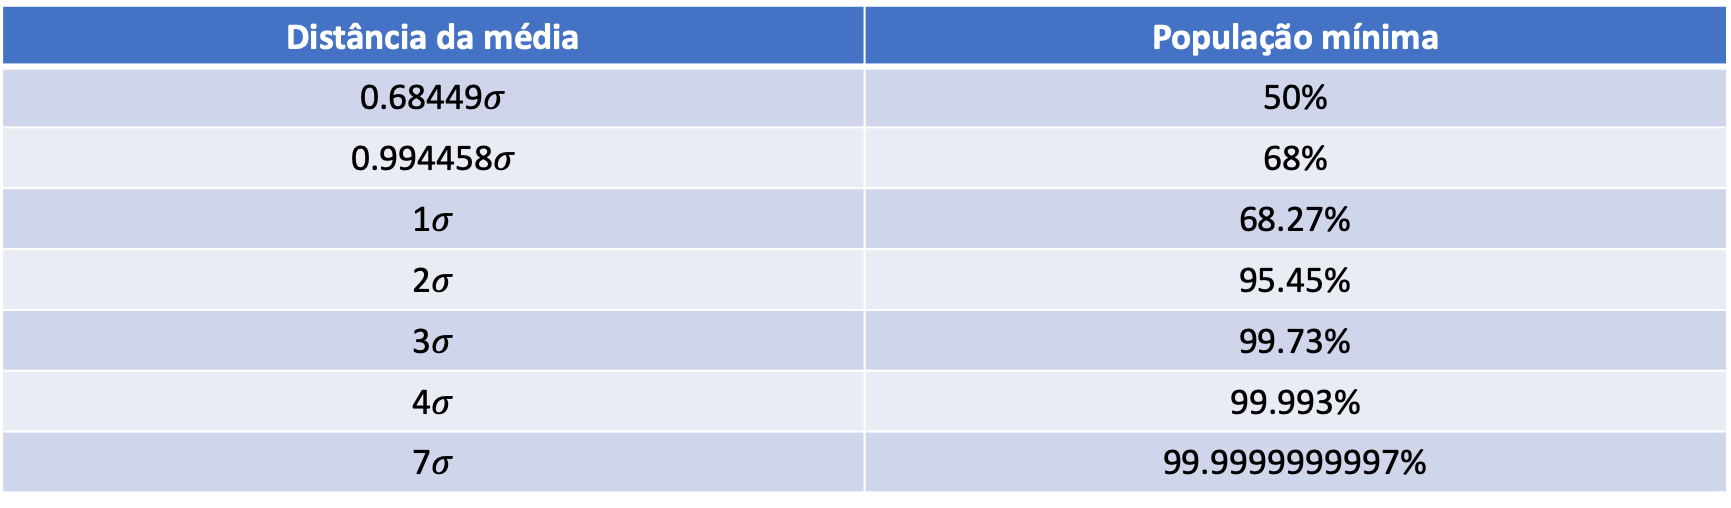 Distância da média População mínima
0.68449σ 50%
0.994458σ 68%
1σ 68.27%
2σ 95.45%
3σ 99.73%
4σ 99.993%
7σ 99.9999999997%